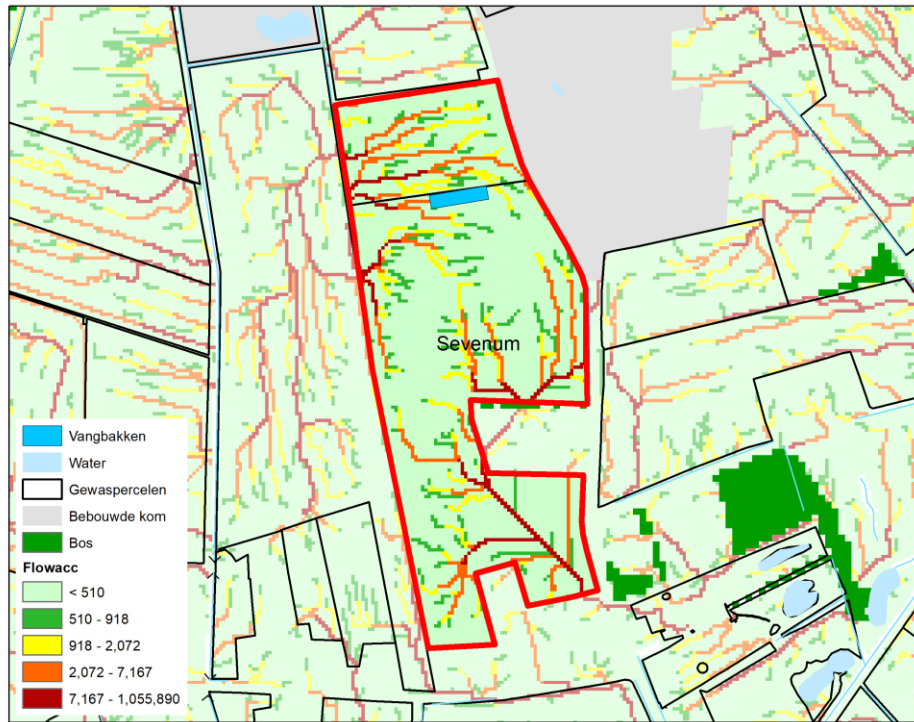 Sevenum
Vangbakken
Water
Gewaspercelen
Bebouwde kom
Bos
Flowacc
< 510
510 - 918
918 - 2,072
2,072 - 7,167
7,167 - 1,055,890